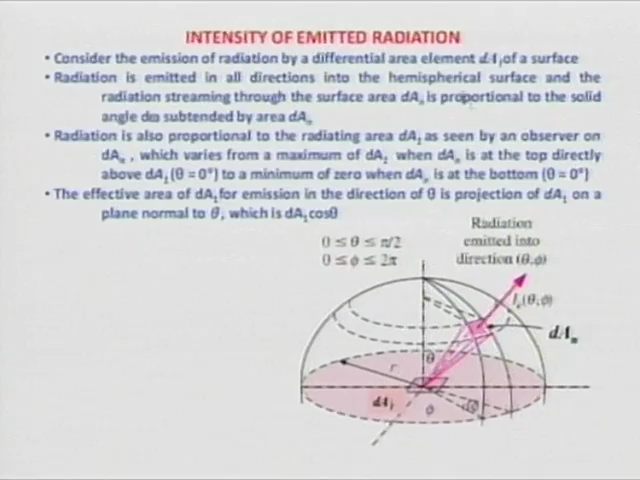 INTENSITY OF EMITTED RADIATION
• Consider the emission of radiation by a differential area element dA₁ of a surface
• Radiation is emitted in all directions into the hemispherical surface and the
radiation streaming through the surface area dAₙ is proportional to the solid
angle dω subtended by area dAₙ
• Radiation is also proportional to the radiating area dA₁ as seen by an observer on
dAₙ , which varies from a maximum of dA₁ when dAₙ is at the top directly
above dA₁ (θ = 0°) to a minimum of zero when dAₙ is at the bottom (θ = 0°)
• The effective area of dA₁ for emission in the direction of θ is projection of dA₁ on a
plane normal to θ, which is dA₁cosθ
Radiation
emitted into
direction (θ,ϕ)
0 ≤ θ ≤ π/2
0 ≤ ϕ ≤ 2π
Iₑ(θ,ϕ)
dAₙ
θ
r
dA₁
ϕ
dϕ